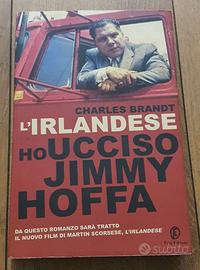 CHARLES BRANDT
L'IRLANDESE
HO UCCISO
JIMMY
HOFFA
DA QUESTO ROMANZO SARÀ TRATTO
IL NUOVO FILM DI MARTIN SCORSESE, L'IRLANDESE
subito